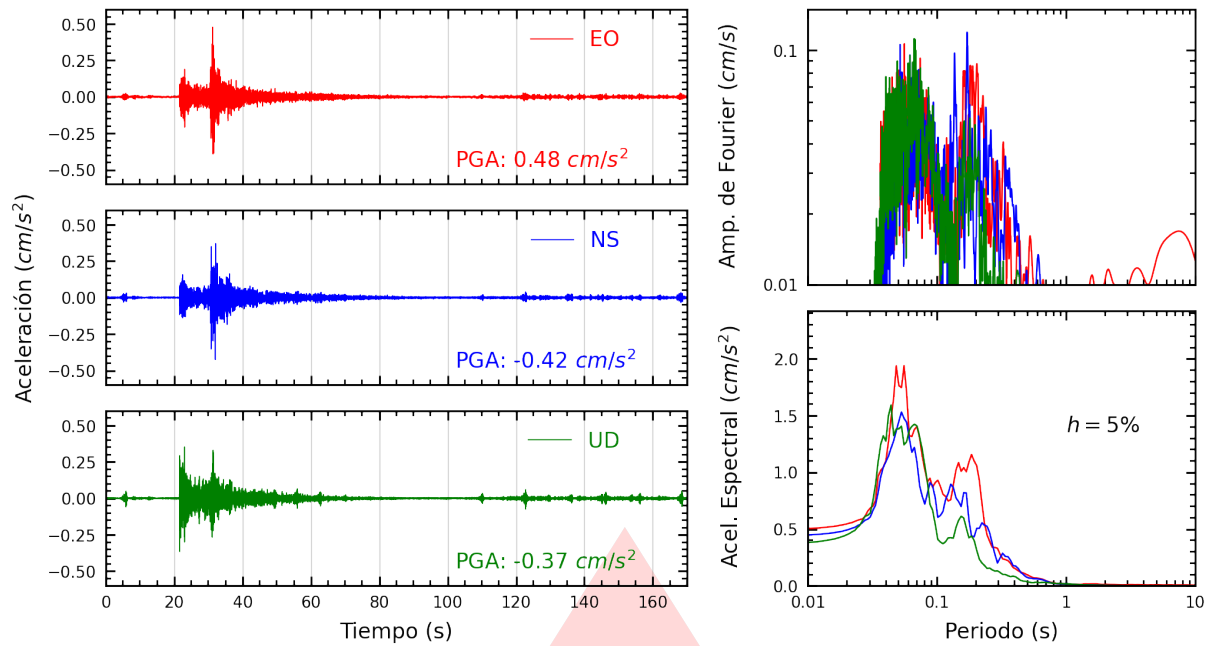 Aceleración (cm/s²)
0.50
0.25
0.00
−0.25
−0.50
EO
PGA: 0.48 cm/s²
0.50
0.25
0.00
−0.25
−0.50
NS
PGA: -0.42 cm/s²
0.50
0.25
0.00
−0.25
−0.50
UD
PGA: -0.37 cm/s²
0 20 40 60 80 100 120 140 160
Tiempo (s)
Amp. de Fourier (cm/s)
0.1
0.01
Acel. Espectral (cm/s²)
2.0
1.5
1.0
0.5
0.0
h = 5%
0.01 0.1 1 10
Periodo (s)